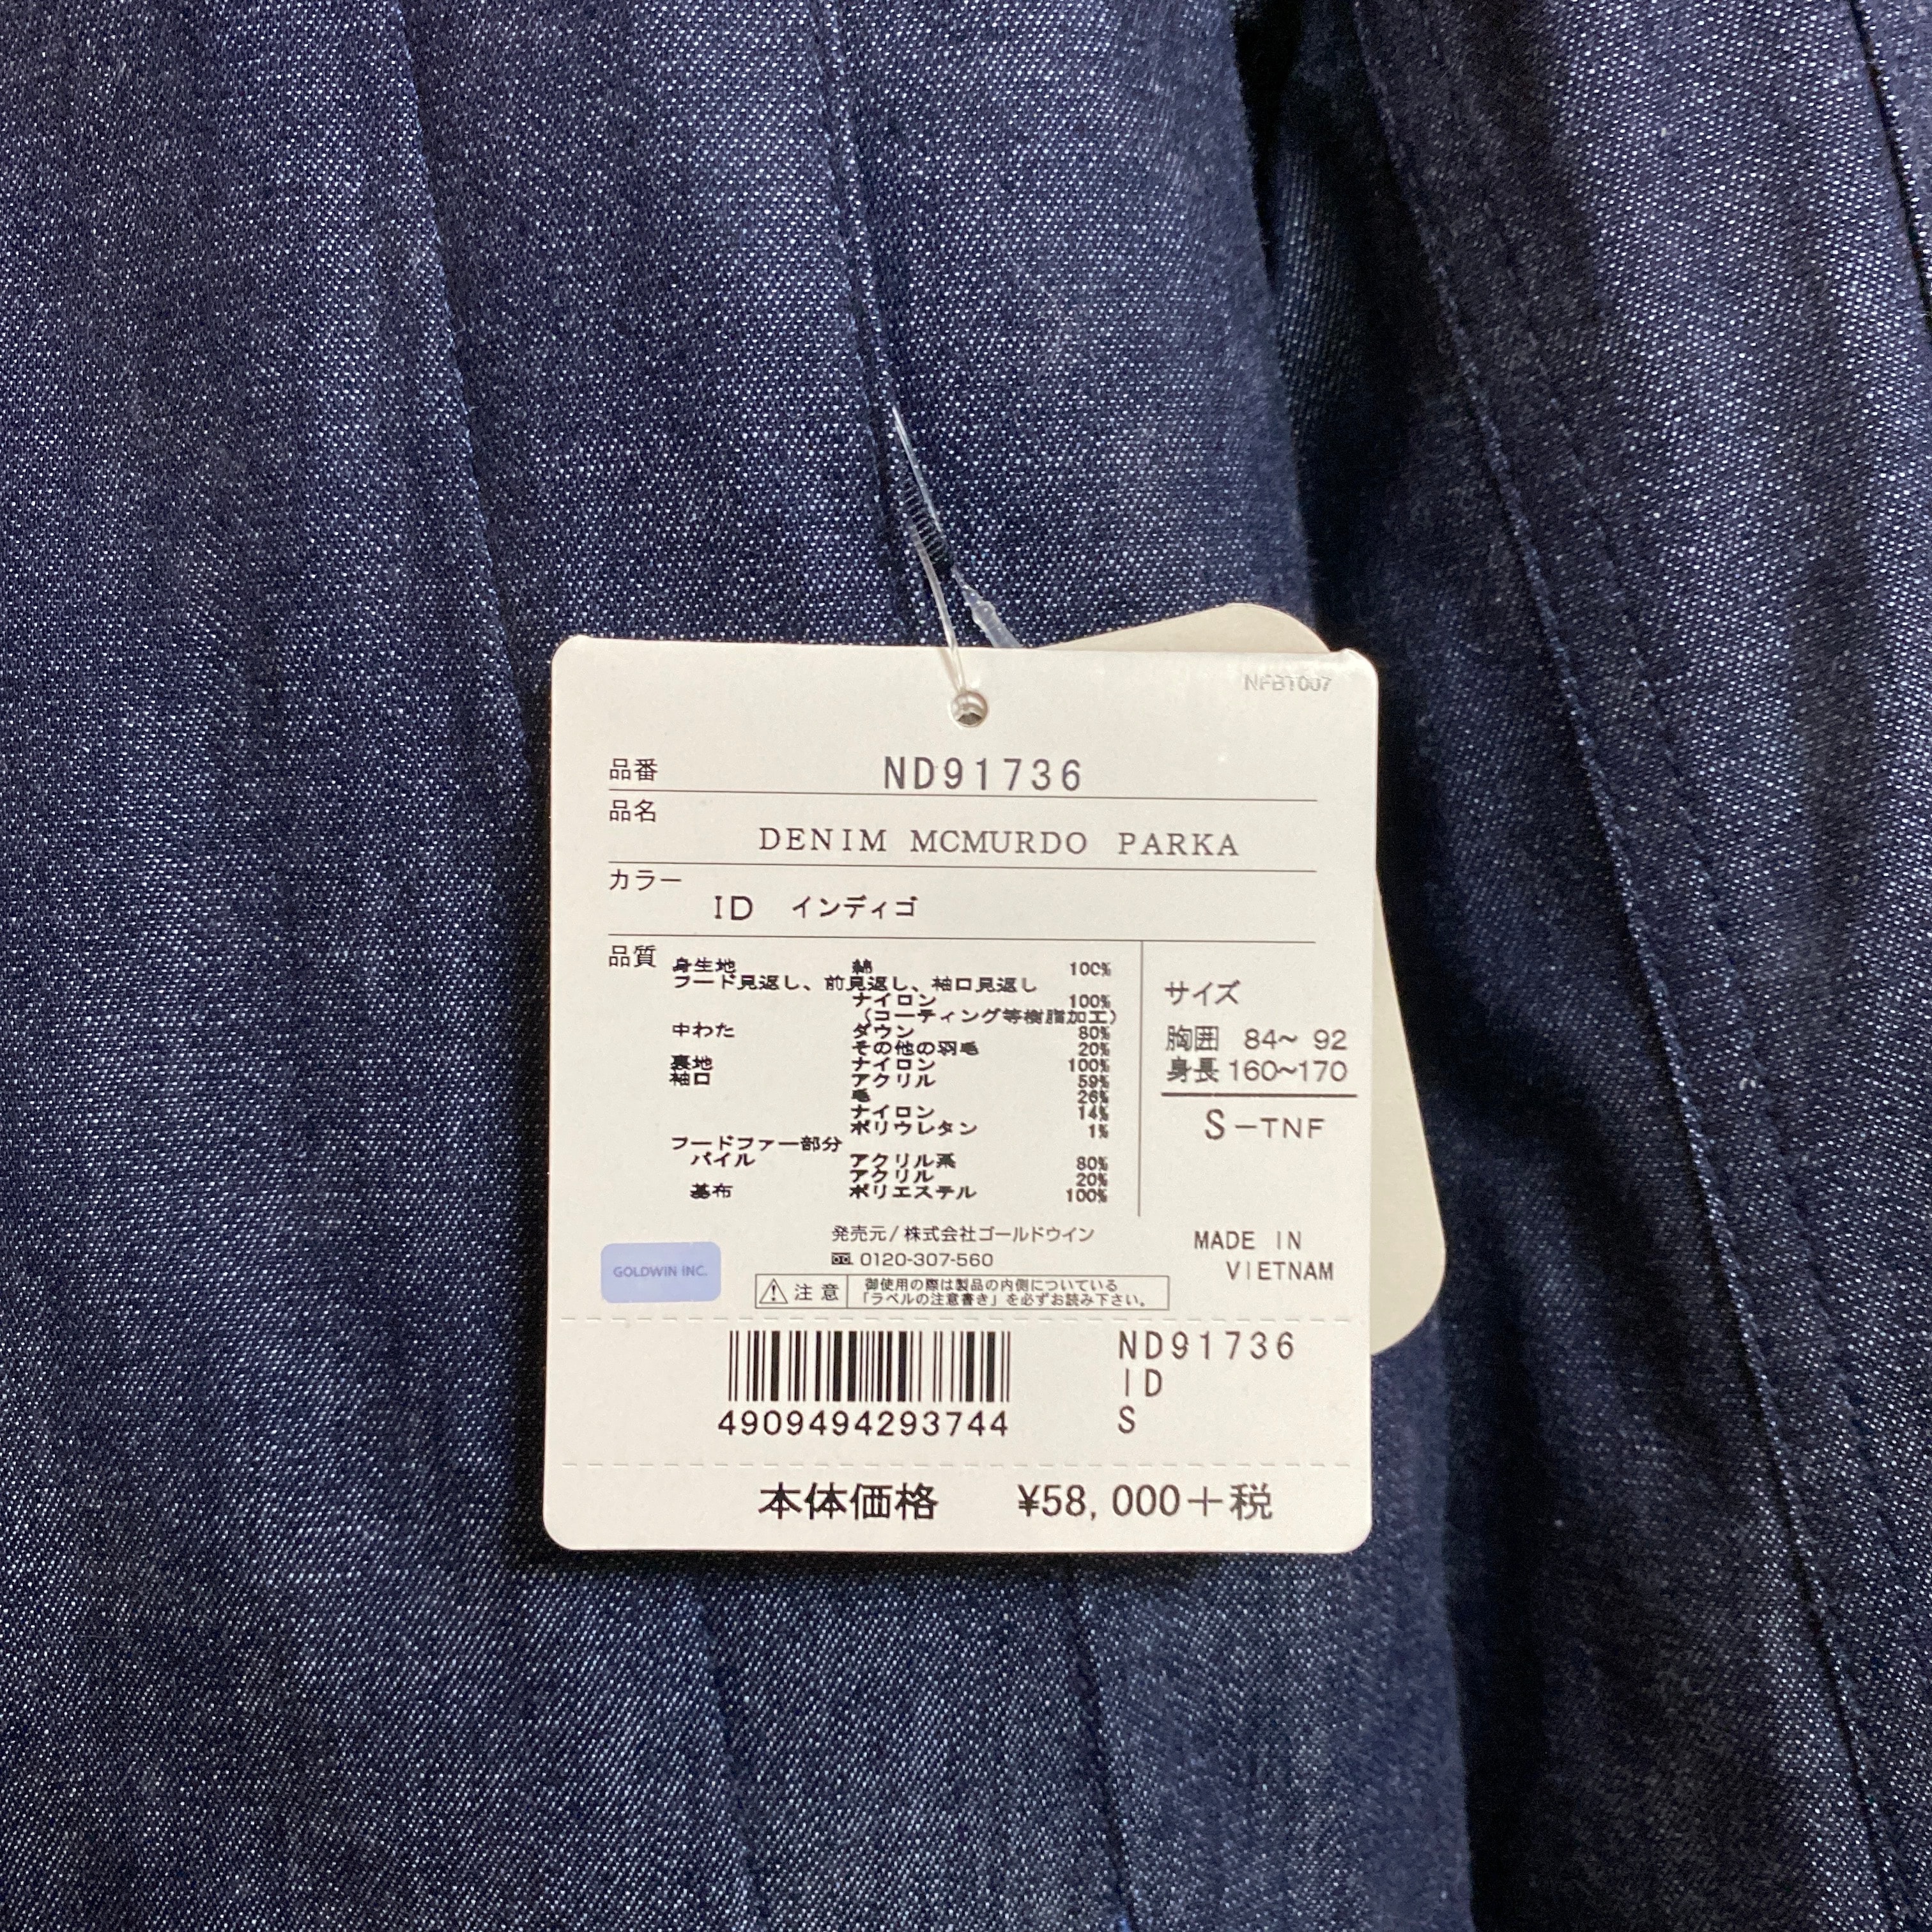 NFBT007
品番 ND91736
品名
DENIM MCMURDO PARKA
カラー
ID インディゴ
品質
身生地 綿 100%
フード見返し、前見返し、袖口見返し
ナイロン 100%
(コーティング等樹脂加工)
中わた ダウン 80%
その他の羽毛 20%
裏地 ナイロン 100%
袖口 アクリル 59%
毛 26%
ナイロン 14%
ポリウレタン 1%
フードファー部分
パイル アクリル系 80%
アクリル 20%
基布 ポリエステル 100%
サイズ
胸囲 84~ 92
身長 160~170
S-TNF
発売元/株式会社ゴールドウイン
0120-307-560
MADE IN
VIETNAM
GOLDWIN INC.
注意
御使用の際は製品の内側についている
「ラベルの注意書き」を必ずお読み下さい。
4909494293744
ND91736
ID
S
本体価格 ¥58,000+税